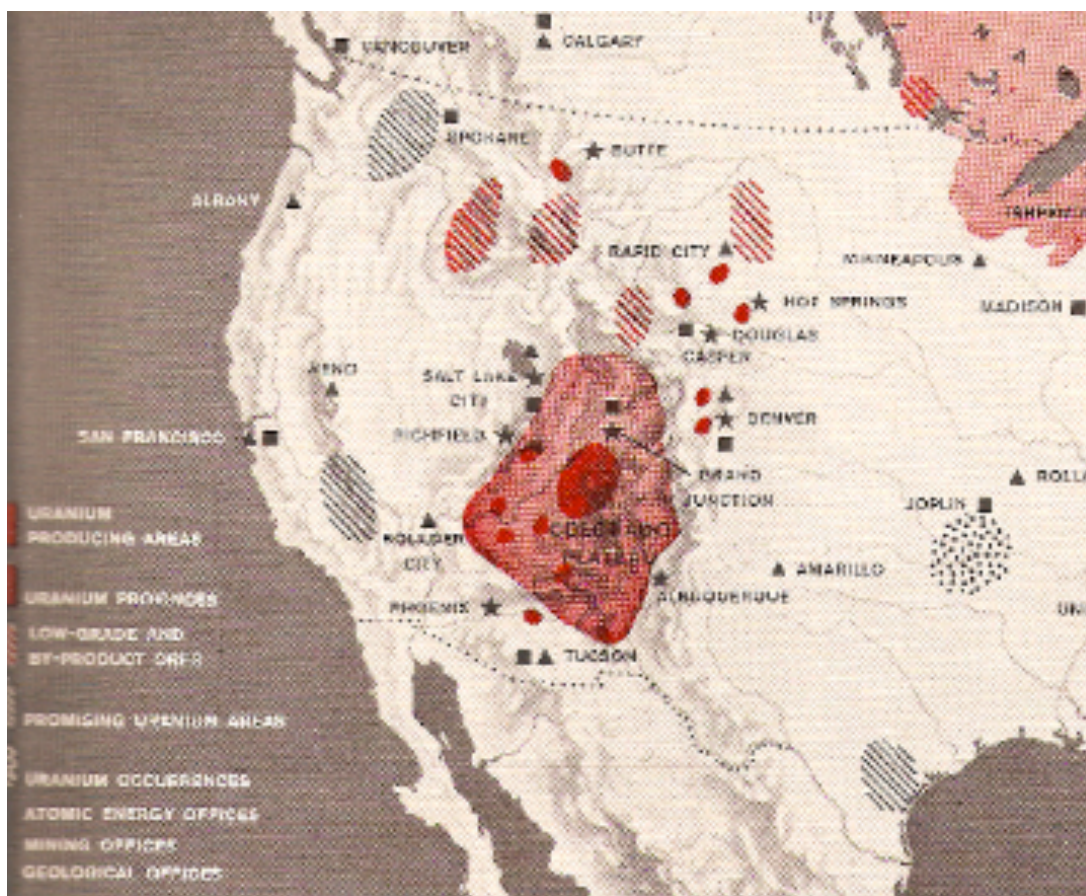 VANCOUVER
CALGARY
SPOKANE
BUTTE
ALBANY
RAPID CITY
MINNEAPOLIS
HOT SPRINGS
MADISON
DOUGLAS
CASPER
RENO
SALT LAKE
CITY
DENVER
SAN FRANCISCO
RICHFIELD
GRAND
JUNCTION
JOPLIN
URANIUM
PRODUCING AREAS
BOULDER
CITY
COLORADO
PLATEAU
AMARILLO
ALBUQUERQUE
PHOENIX
TUCSON
URANIUM PROVINCES
LOW-GRADE AND
BY-PRODUCT ORES
PROMISING URANIUM AREAS
URANIUM OCCURRENCES
ATOMIC ENERGY OFFICES
MINING OFFICES
GEOLOGICAL OFFICES